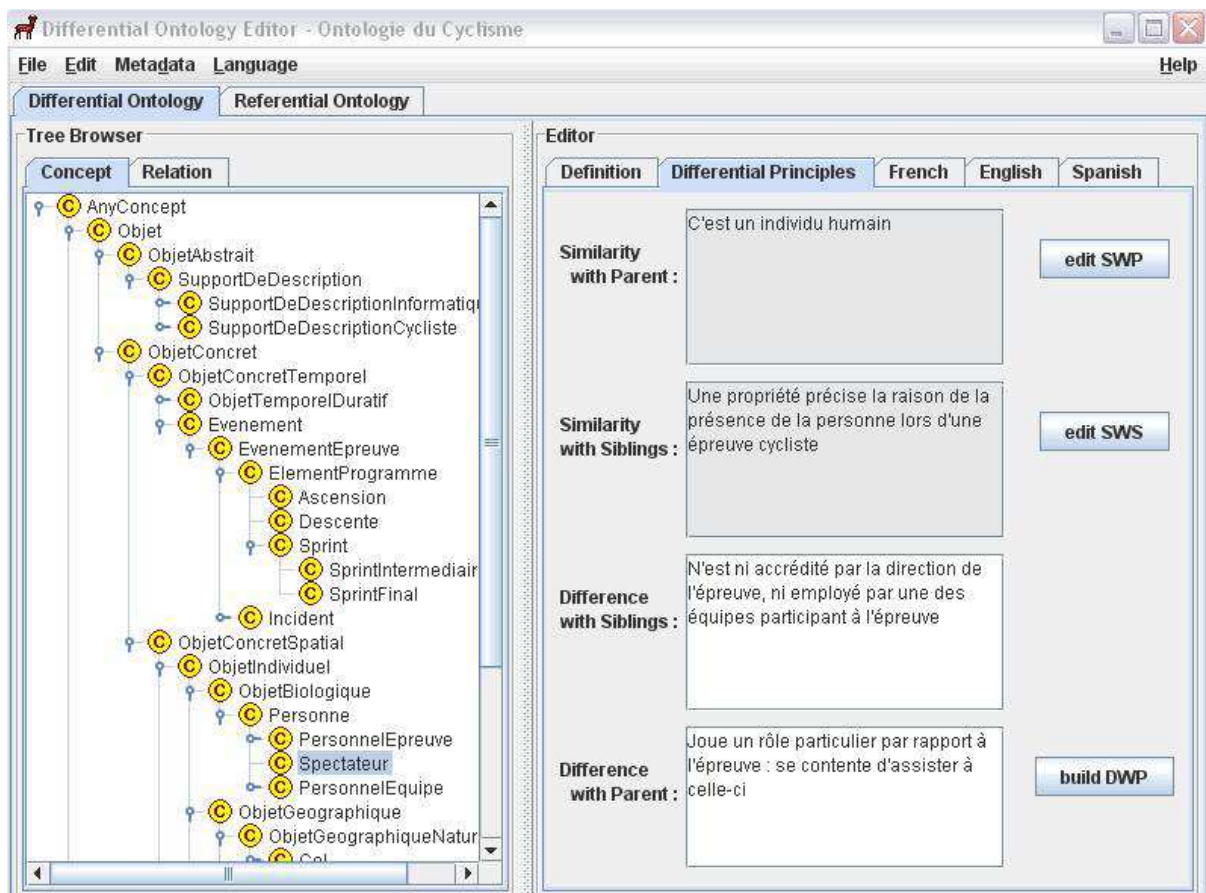 Differential Ontology Editor - Ontologie du Cyclisme
File Edit Metadata Language Help
Differential Ontology Referential Ontology
Tree Browser
Concept Relation
C AnyConcept
C Objet
C ObjetAbstrait
C SupportDeDescription
C SupportDeDescriptionInformatiq
C SupportDeDescriptionCycliste
C ObjetConcret
C ObjetConcretTemporel
C ObjetTemporelDuratif
C Evenement
C EvenementEpreuve
C ElementProgramme
C Ascension
C Descente
C Sprint
C SprintIntermediair
C SprintFinal
C Incident
C ObjetConcretSpatial
C ObjetIndividuel
C ObjetBiologique
C Personne
C PersonnelEpreuve
C Spectateur
C PersonnelEquipe
C ObjetGeographique
C ObjetGeographiqueNatur
C Col
Editor
Definition Differential Principles French English Spanish
Similarity
with Parent :
C'est un individu humain
edit SWP
Similarity
with Siblings :
Une propriété précise la raison de la
présence de la personne lors d'une
épreuve cycliste
edit SWS
Difference
with Siblings :
N'est ni accrédité par la direction de
l'épreuve, ni employé par une des
équipes participant à l'épreuve
Difference
with Parent :
Joue un rôle particulier par rapport à
l'épreuve : se contente d'assister à
celle-ci
build DWP